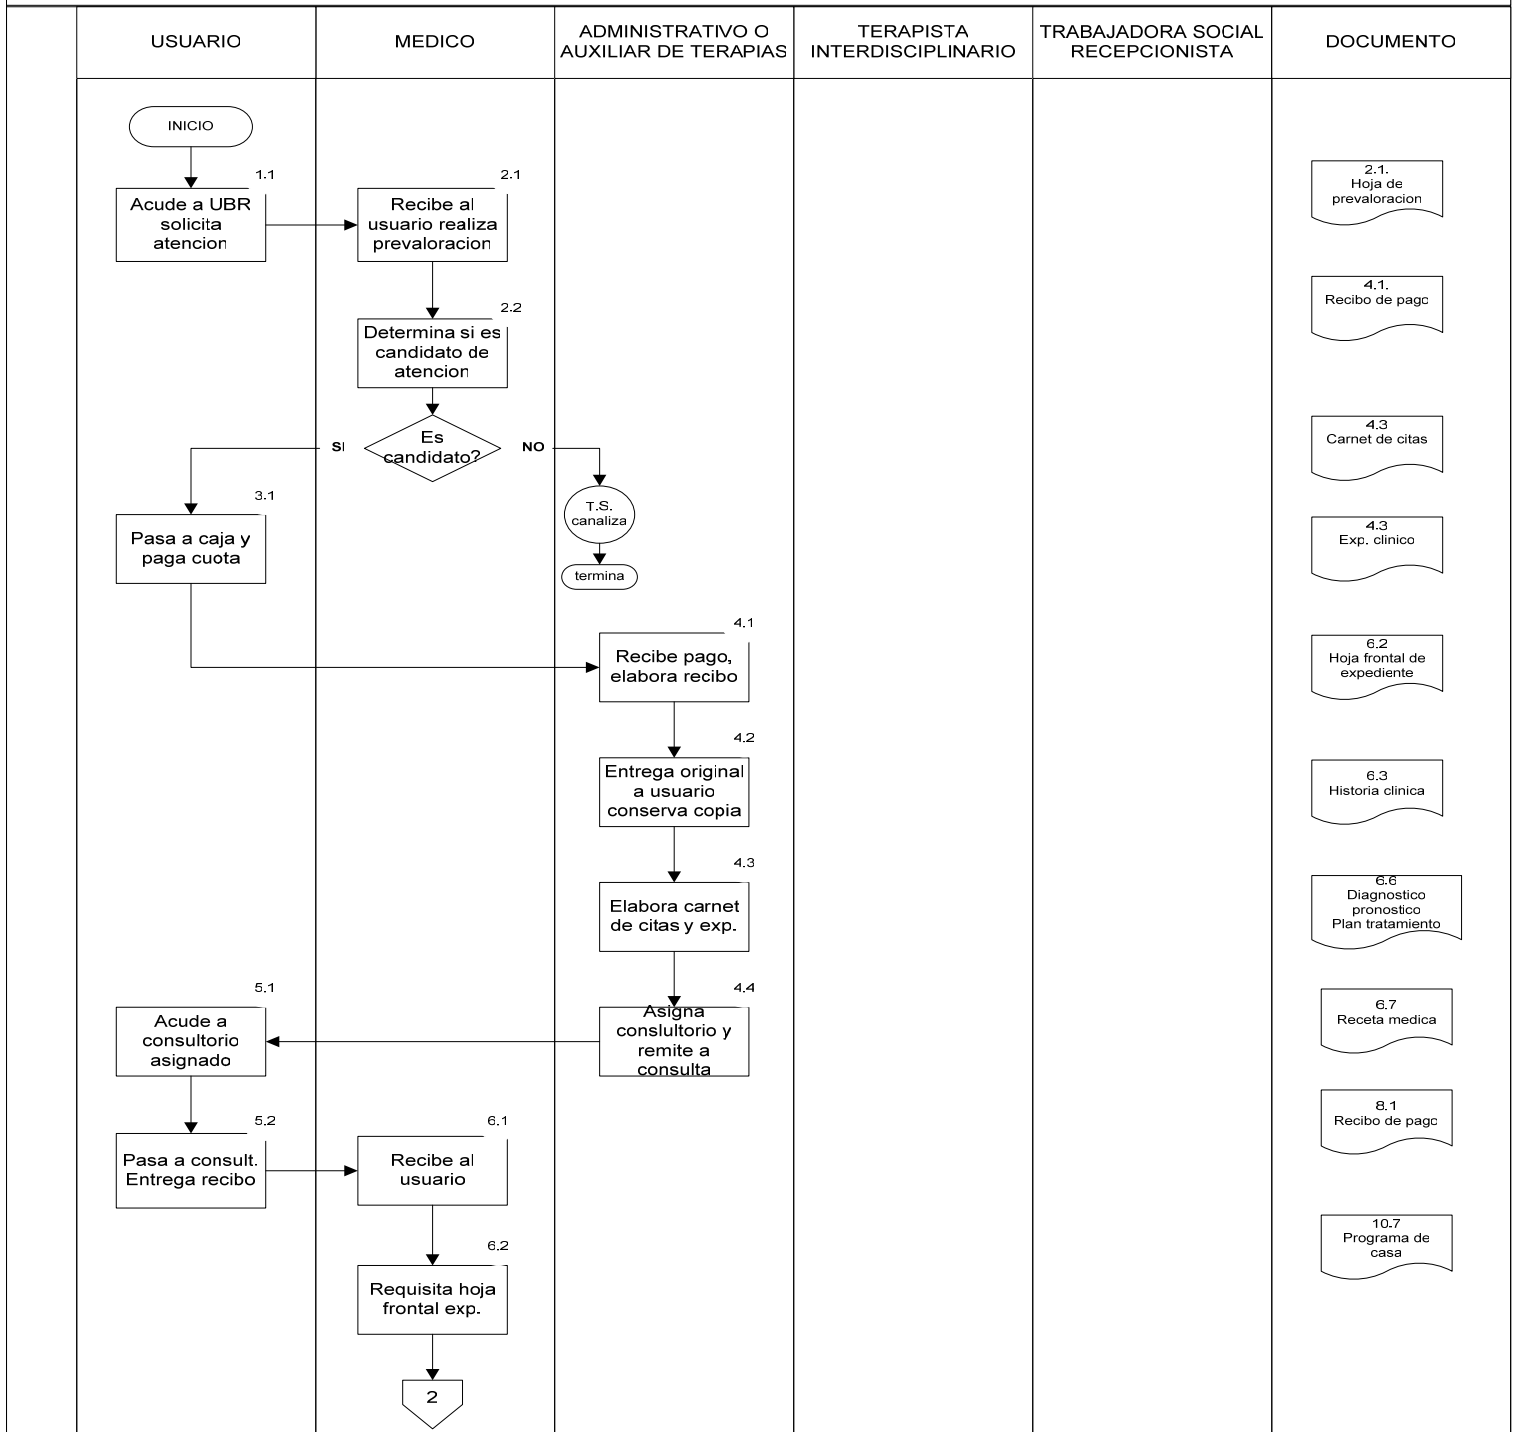 USUARIO
MEDICO
ADMINISTRATIVO O
AUXILIAR DE TERAPIAS
TERAPISTA
INTERDISCIPLINARIO
TRABAJADORA SOCIAL
RECEPCIONISTA
DOCUMENTO
INICIO
1.1
Acude a UBR
solicita
atencion
2.1
Recibe al
usuario realiza
prevaloracion
2.2
Determina si es
candidato de
atencion
Es
candidato?
SI
NO
T.S.
canaliza
termina
3.1
Pasa a caja y
paga cuota
4.1
Recibe pago,
elabora recibo
4.2
Entrega original
a usuario
conserva copia
4.3
Elabora carnet
de citas y exp.
4.4
Asigna
conslultorio y
remite a
consulta
5.1
Acude a
consultorio
asignado
5.2
Pasa a consult.
Entrega recibo
6.1
Recibe al
usuario
6.2
Requisita hoja
frontal exp.
2
2.1.
Hoja de
prevaloracion
4.1.
Recibo de pago
4.3
Carnet de citas
4.3
Exp. clinico
6.2
Hoja frontal de
expediente
6.3
Historia clinica
6.6
Diagnostico
pronostico
Plan tratamiento
6.7
Receta medica
8.1
Recibo de pago
10.7
Programa de
casa